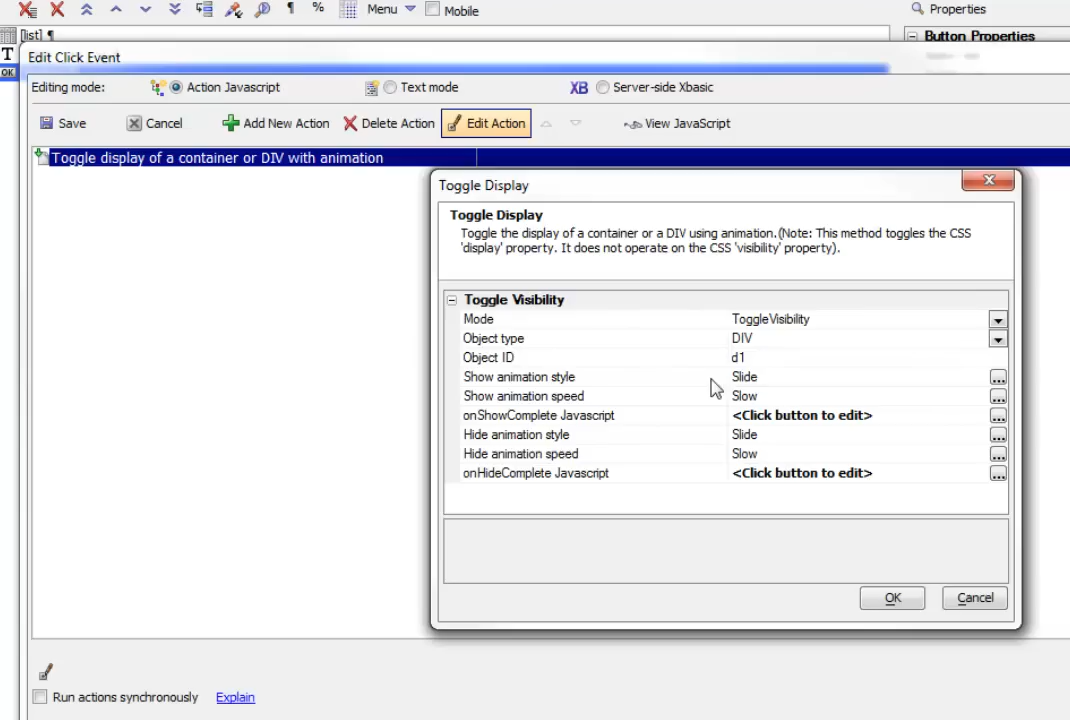 ¶ % Menu Mobile Properties
[list] ¶ Button Properties
T
OK
Edit Click Event
Editing mode: Action Javascript Text mode XB Server-side Xbasic
Save Cancel Add New Action Delete Action Edit Action View JavaScript
Toggle display of a container or DIV with animation
Toggle Display
Toggle Display
Toggle the display of a container or a DIV using animation.(Note: This method toggles the CSS
'display' property. It does not operate on the CSS 'visibility' property).
Toggle Visibility
Mode ToggleVisibility
Object type DIV
Object ID d1
Show animation style Slide ...
Show animation speed Slow ...
onShowComplete Javascript <Click button to edit> ...
Hide animation style Slide ...
Hide animation speed Slow ...
onHideComplete Javascript <Click button to edit> ...
OK Cancel
Run actions synchronously Explain